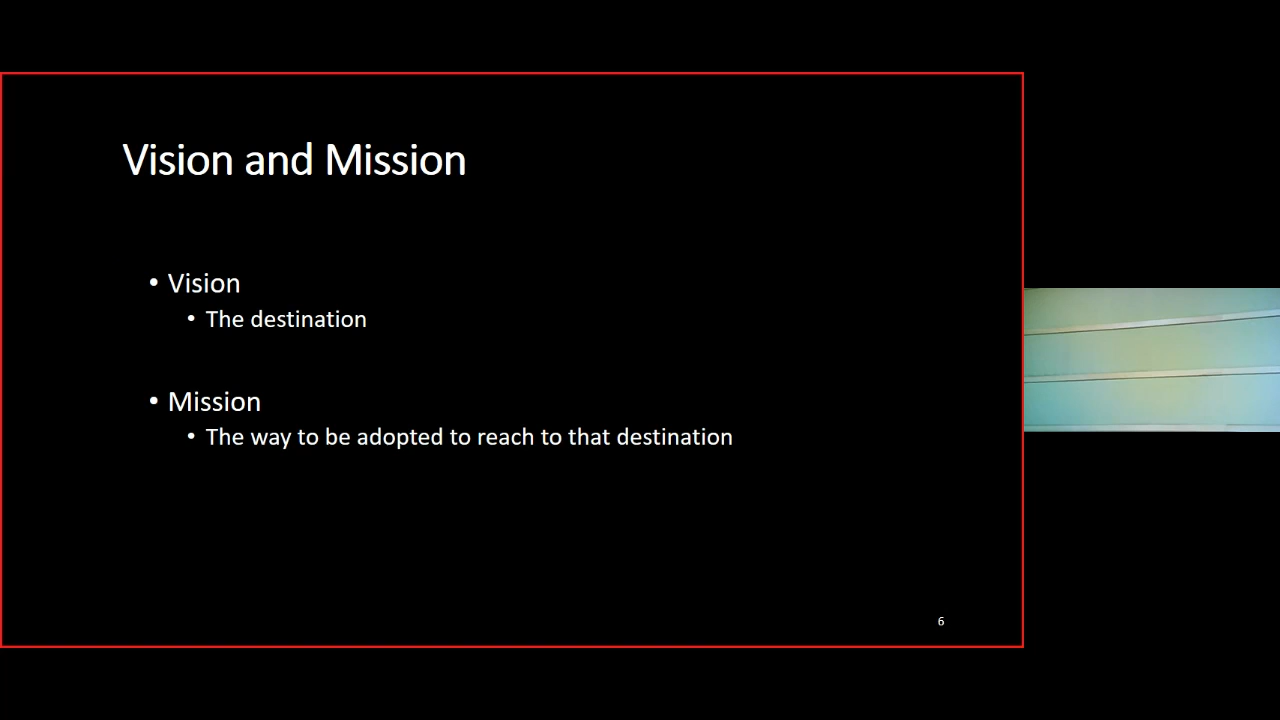 Vision and Mission
• Vision
• The destination
• Mission
• The way to be adopted to reach to that destination
6